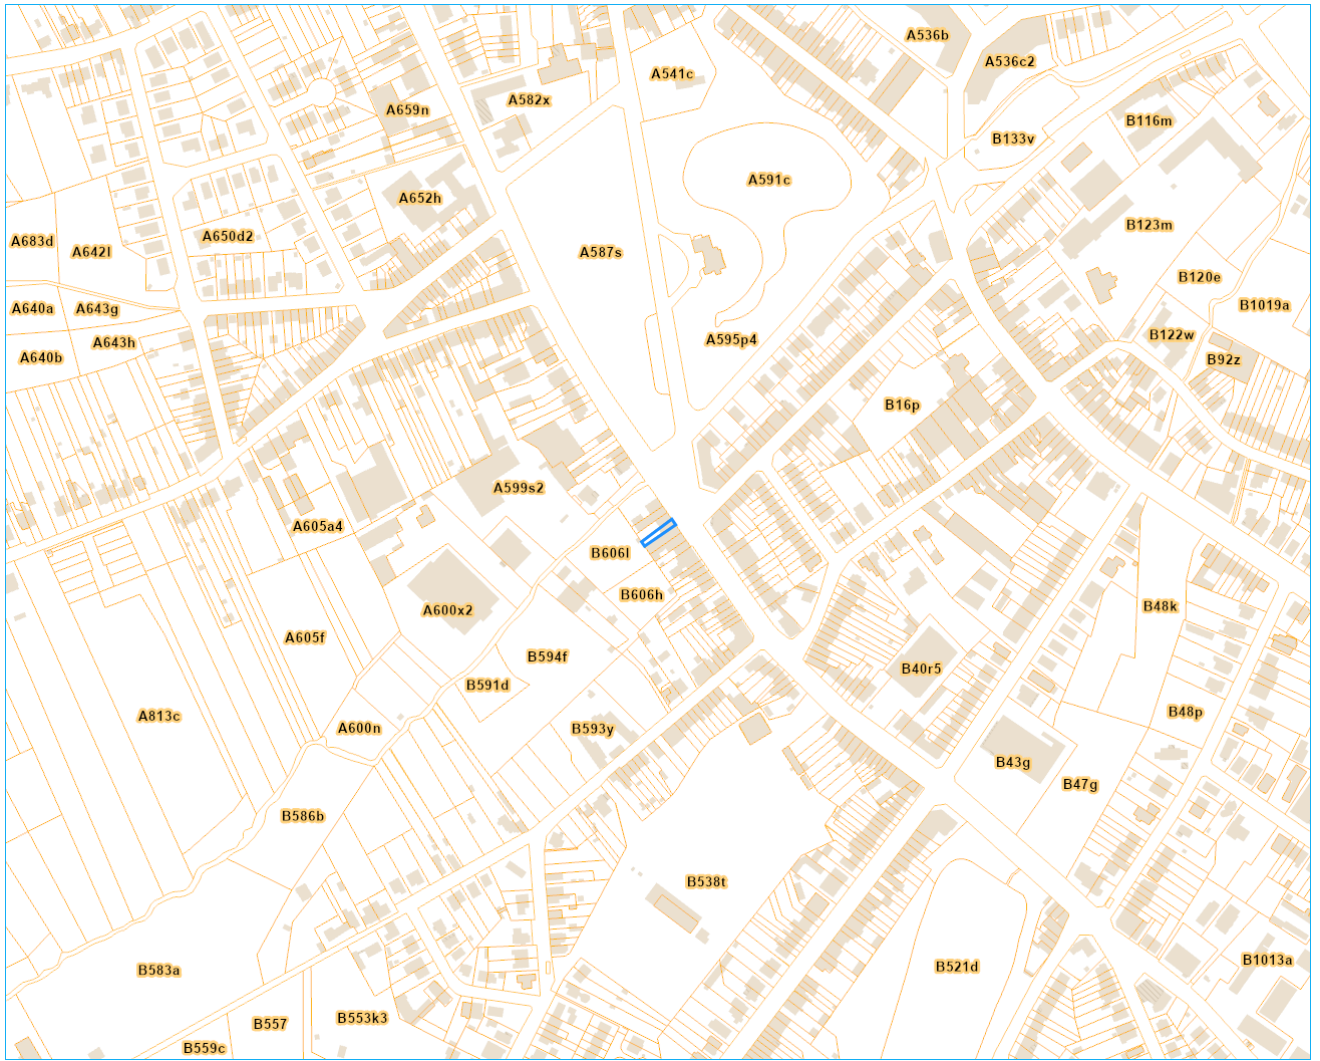 A536b
A536c2
A541c
A582x
A659n
B116m
B133v
A591c
A652h
B123m
A683d
A642l
A650d2
A587s
B120e
A640a
A643g
B1019a
A643h
A595p4
B122w
A640b
B92z
B16p
A599s2
A605a4
B606l
B606h
A600x2
B48k
A605f
B594f
B40r5
B591d
A813c
B48p
A600n
B593y
B43g
B47g
B586b
B538t
B583a
B521d
B1013a
B553k3
B557
B559c